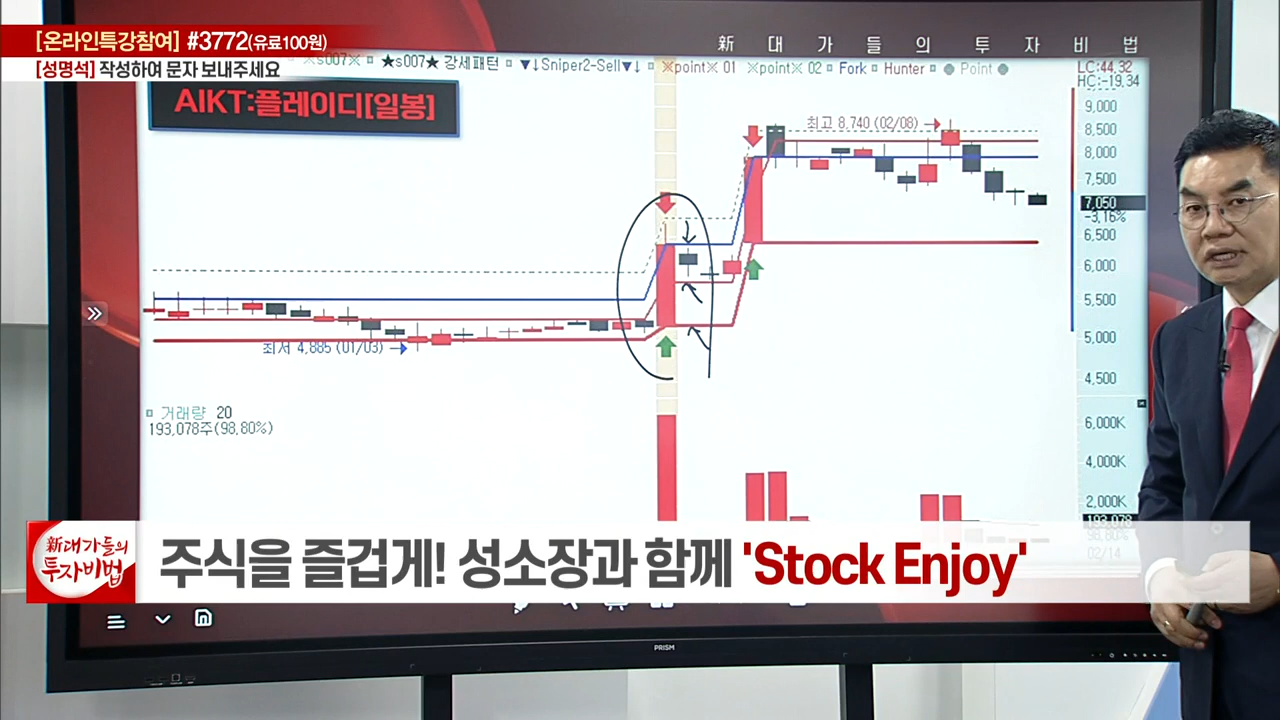 [온라인특강참여] #3772(유료100원)
[성명석] 작성하여 문자 보내주세요
新 대 가 들 의 투 자 비 법
※s007※ ¤ ★s007★ 강세패턴 ¤ ▼↓Sniper2-Sell▼↓ ¤ ※point※ 01 ※point※ 02 ¤ Fork ¤ Hunter ¤ ● Point ●
LC:44.32
HC:-19.34
AIKT:플레이디[일봉]
최고 8,740 (02/08)
9,000
8,500
8,000
7,500
7,050
-3.16%
6,500
6,000
5,500
5,000
4,500
최저 4,885 (01/03)
거래량 20
193,078주(98.80%)
6,000K
4,000K
2,000K
193,078
98.80%
02/14
新대가들의
투자비법
주식을 즐겁게! 성소장과 함께 'Stock Enjoy'
PRISM